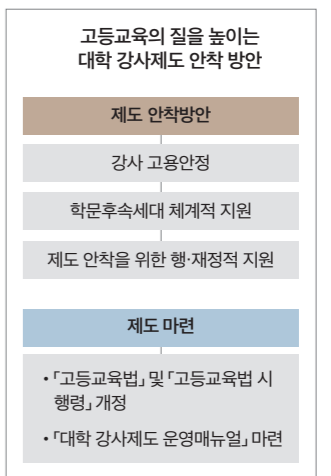 고등교육의 질을 높이는
대학 강사제도 안착 방안
제도 안착방안
강사 고용안정
학문후속세대 체계적 지원
제도 안착을 위한 행·재정적 지원
제도 마련
• 「고등교육법」 및 「고등교육법 시
행령」 개정
• 「대학 강사제도 운영매뉴얼」 마련